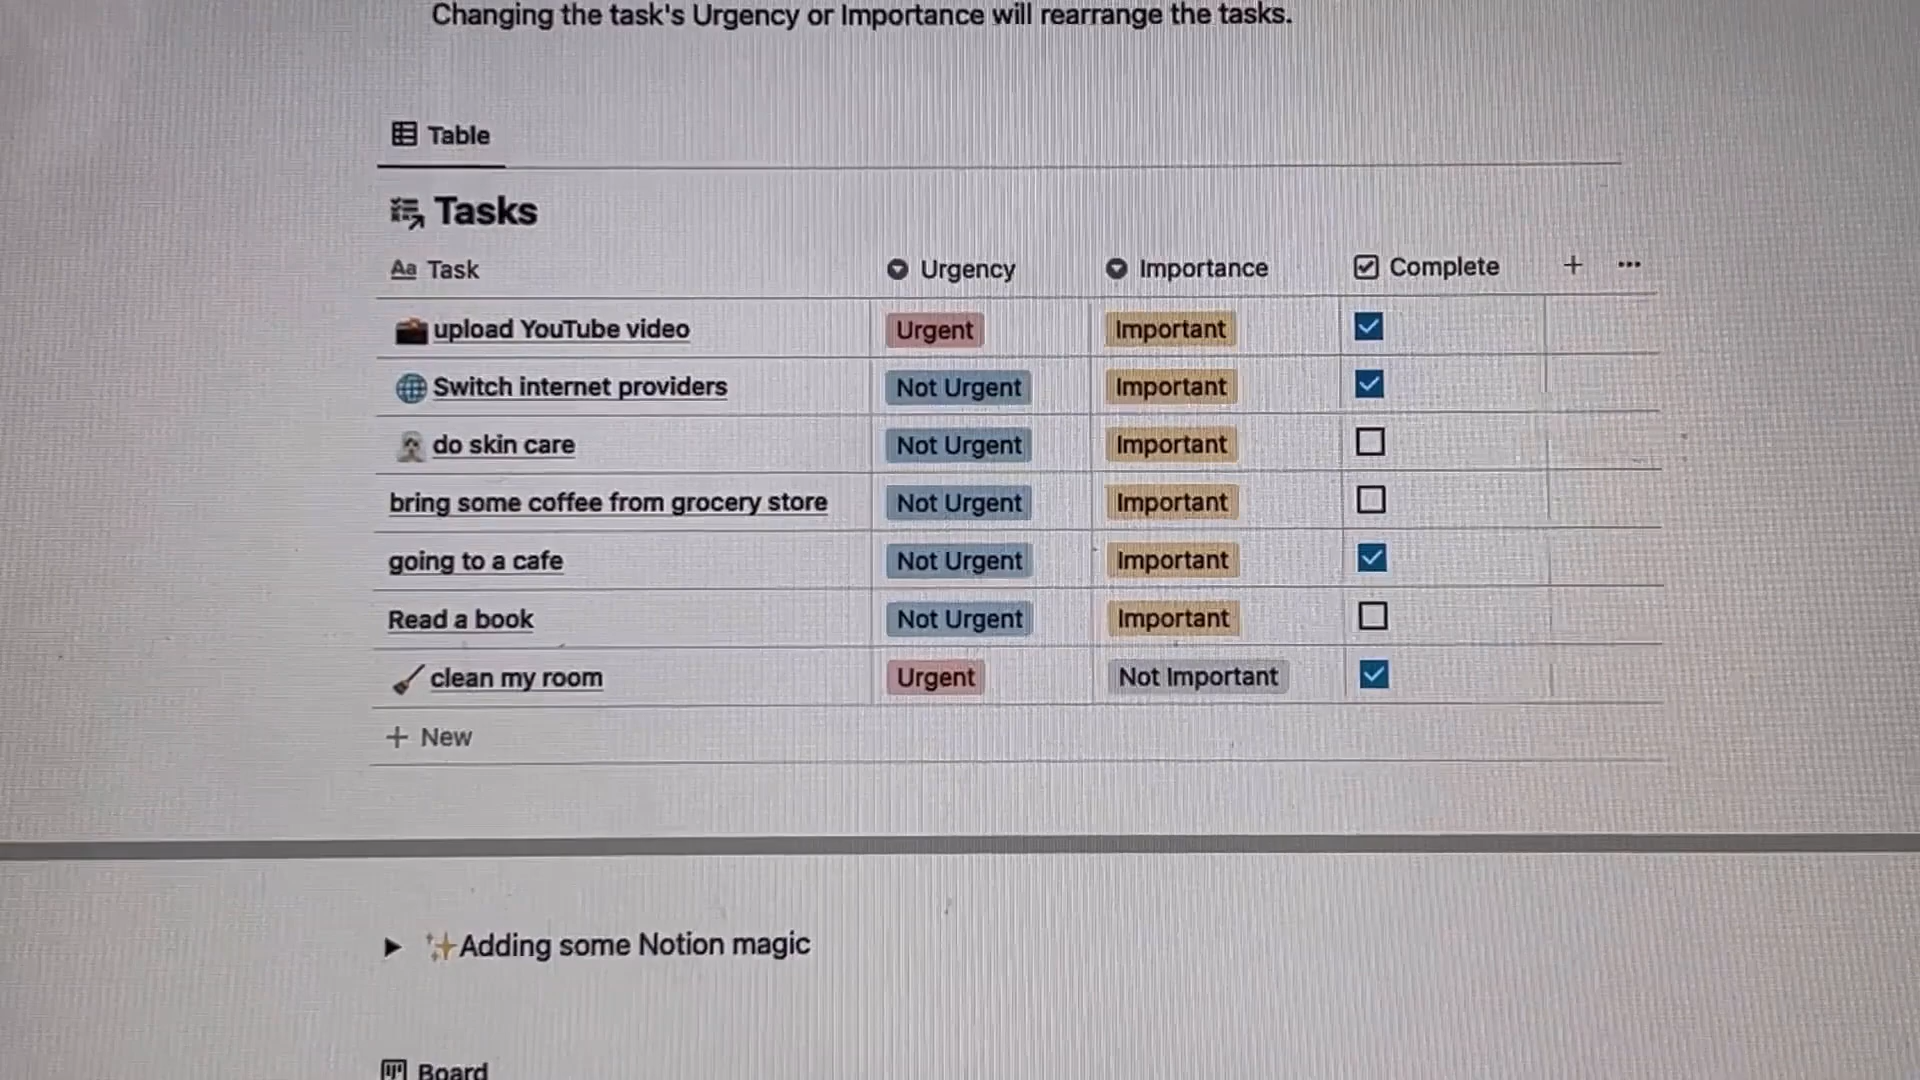 Changing the task's Urgency or Importance will rearrange the tasks.
Table
Tasks
Aa Task Urgency Importance Complete + ...
upload YouTube video Urgent Important
Switch internet providers Not Urgent Important
do skin care Not Urgent Important
bring some coffee from grocery store Not Urgent Important
going to a cafe Not Urgent Important
Read a book Not Urgent Important
clean my room Urgent Not Important
+ New
Adding some Notion magic
Board